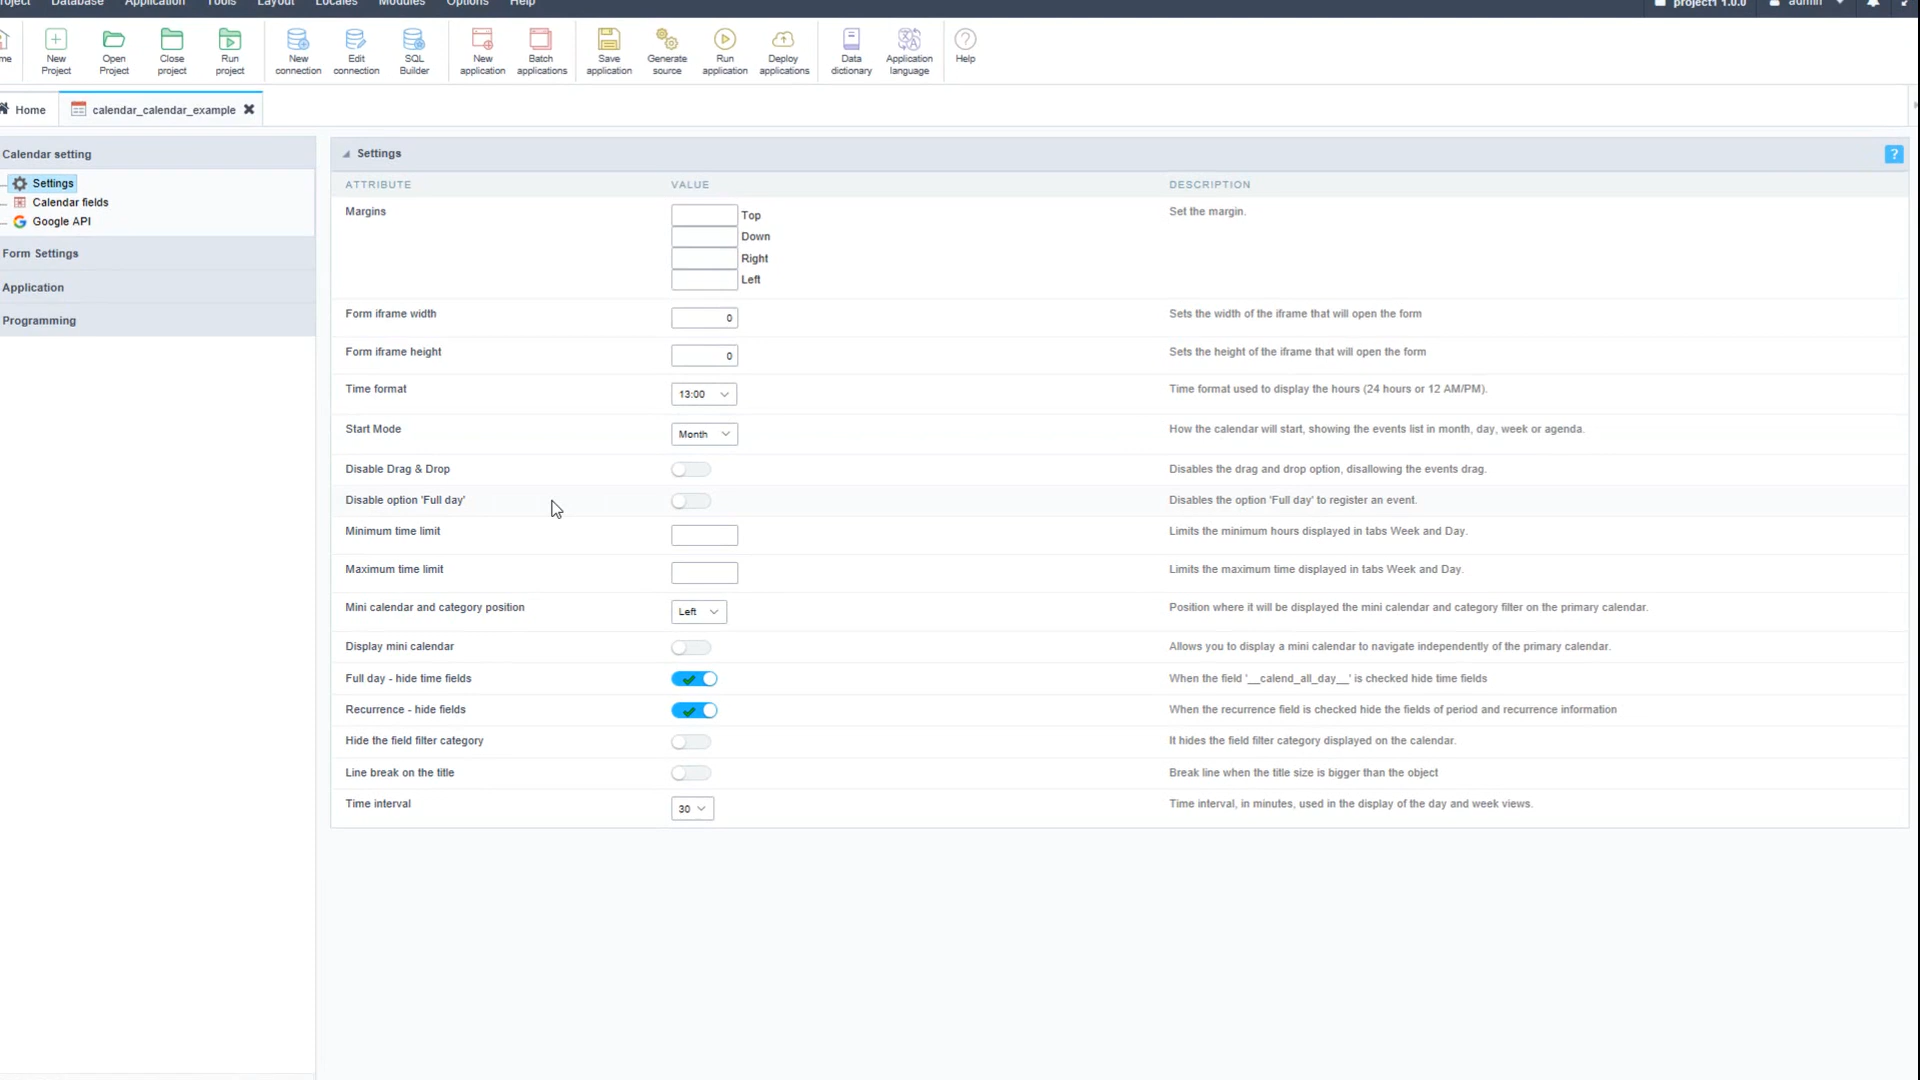 Database Application Tools Layout Locales Modules Options Help project1 1.0.0 admin
New Project
Open Project
Close project
Run project
New connection
Edit connection
SQL Builder
New application
Batch applications
Save application
Generate source
Run application
Deploy applications
Data dictionary
Application language
Help
Home calendar_calendar_example
Calendar setting
Settings
Calendar fields
Google API
Form Settings
Application
Programming
Settings ?
ATTRIBUTE VALUE DESCRIPTION
Margins Top Set the margin.
Down
Right
Left
Form iframe width 0 Sets the width of the iframe that will open the form
Form iframe height 0 Sets the height of the iframe that will open the form
Time format 13:00 Time format used to display the hours (24 hours or 12 AM/PM).
Start Mode Month How the calendar will start, showing the events list in month, day, week or agenda.
Disable Drag & Drop Disables the drag and drop option, disallowing the events drag.
Disable option 'Full day' Disables the option 'Full day' to register an event.
Minimum time limit Limits the minimum hours displayed in tabs Week and Day.
Maximum time limit Limits the maximum time displayed in tabs Week and Day.
Mini calendar and category position Left Position where it will be displayed the mini calendar and category filter on the primary calendar.
Display mini calendar Allows you to display a mini calendar to navigate independently of the primary calendar.
Full day - hide time fields When the field '__calend_all_day__' is checked hide time fields
Recurrence - hide fields When the recurrence field is checked hide the fields of period and recurrence information
Hide the field filter category It hides the field filter category displayed on the calendar.
Line break on the title Break line when the title size is bigger than the object
Time interval 30 Time interval, in minutes, used in the display of the day and week views.